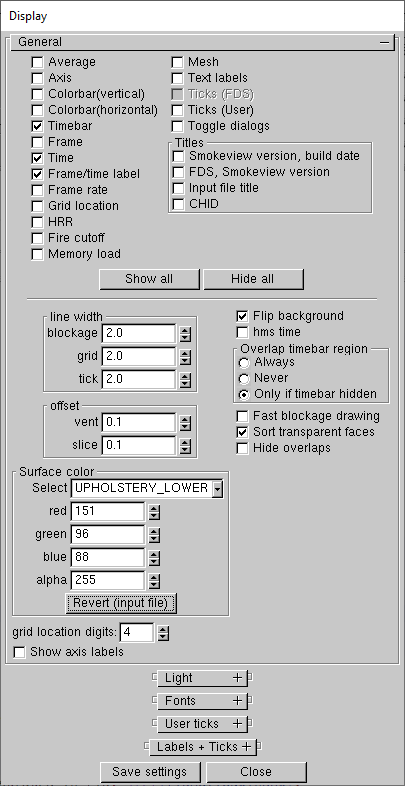 Display
General
Average
Axis
Colorbar(vertical)
Colorbar(horizontal)
Timebar
Frame
Time
Frame/time label
Frame rate
Grid location
HRR
Fire cutoff
Memory load
Mesh
Text labels
Ticks (FDS)
Ticks (User)
Toggle dialogs
Titles
Smokeview version, build date
FDS, Smokeview version
Input file title
CHID
Show all
Hide all
line width
blockage 2.0
grid 2.0
tick 2.0
offset
vent 0.1
slice 0.1
Flip background
hms time
Overlap timebar region
Always
Never
Only if timebar hidden
Fast blockage drawing
Sort transparent faces
Hide overlaps
Surface color
Select UPHOLSTERY_LOWER
red 151
green 96
blue 88
alpha 255
Revert (input file)
grid location digits: 4
Show axis labels
Light +
Fonts +
User ticks +
Labels + Ticks +
Save settings
Close